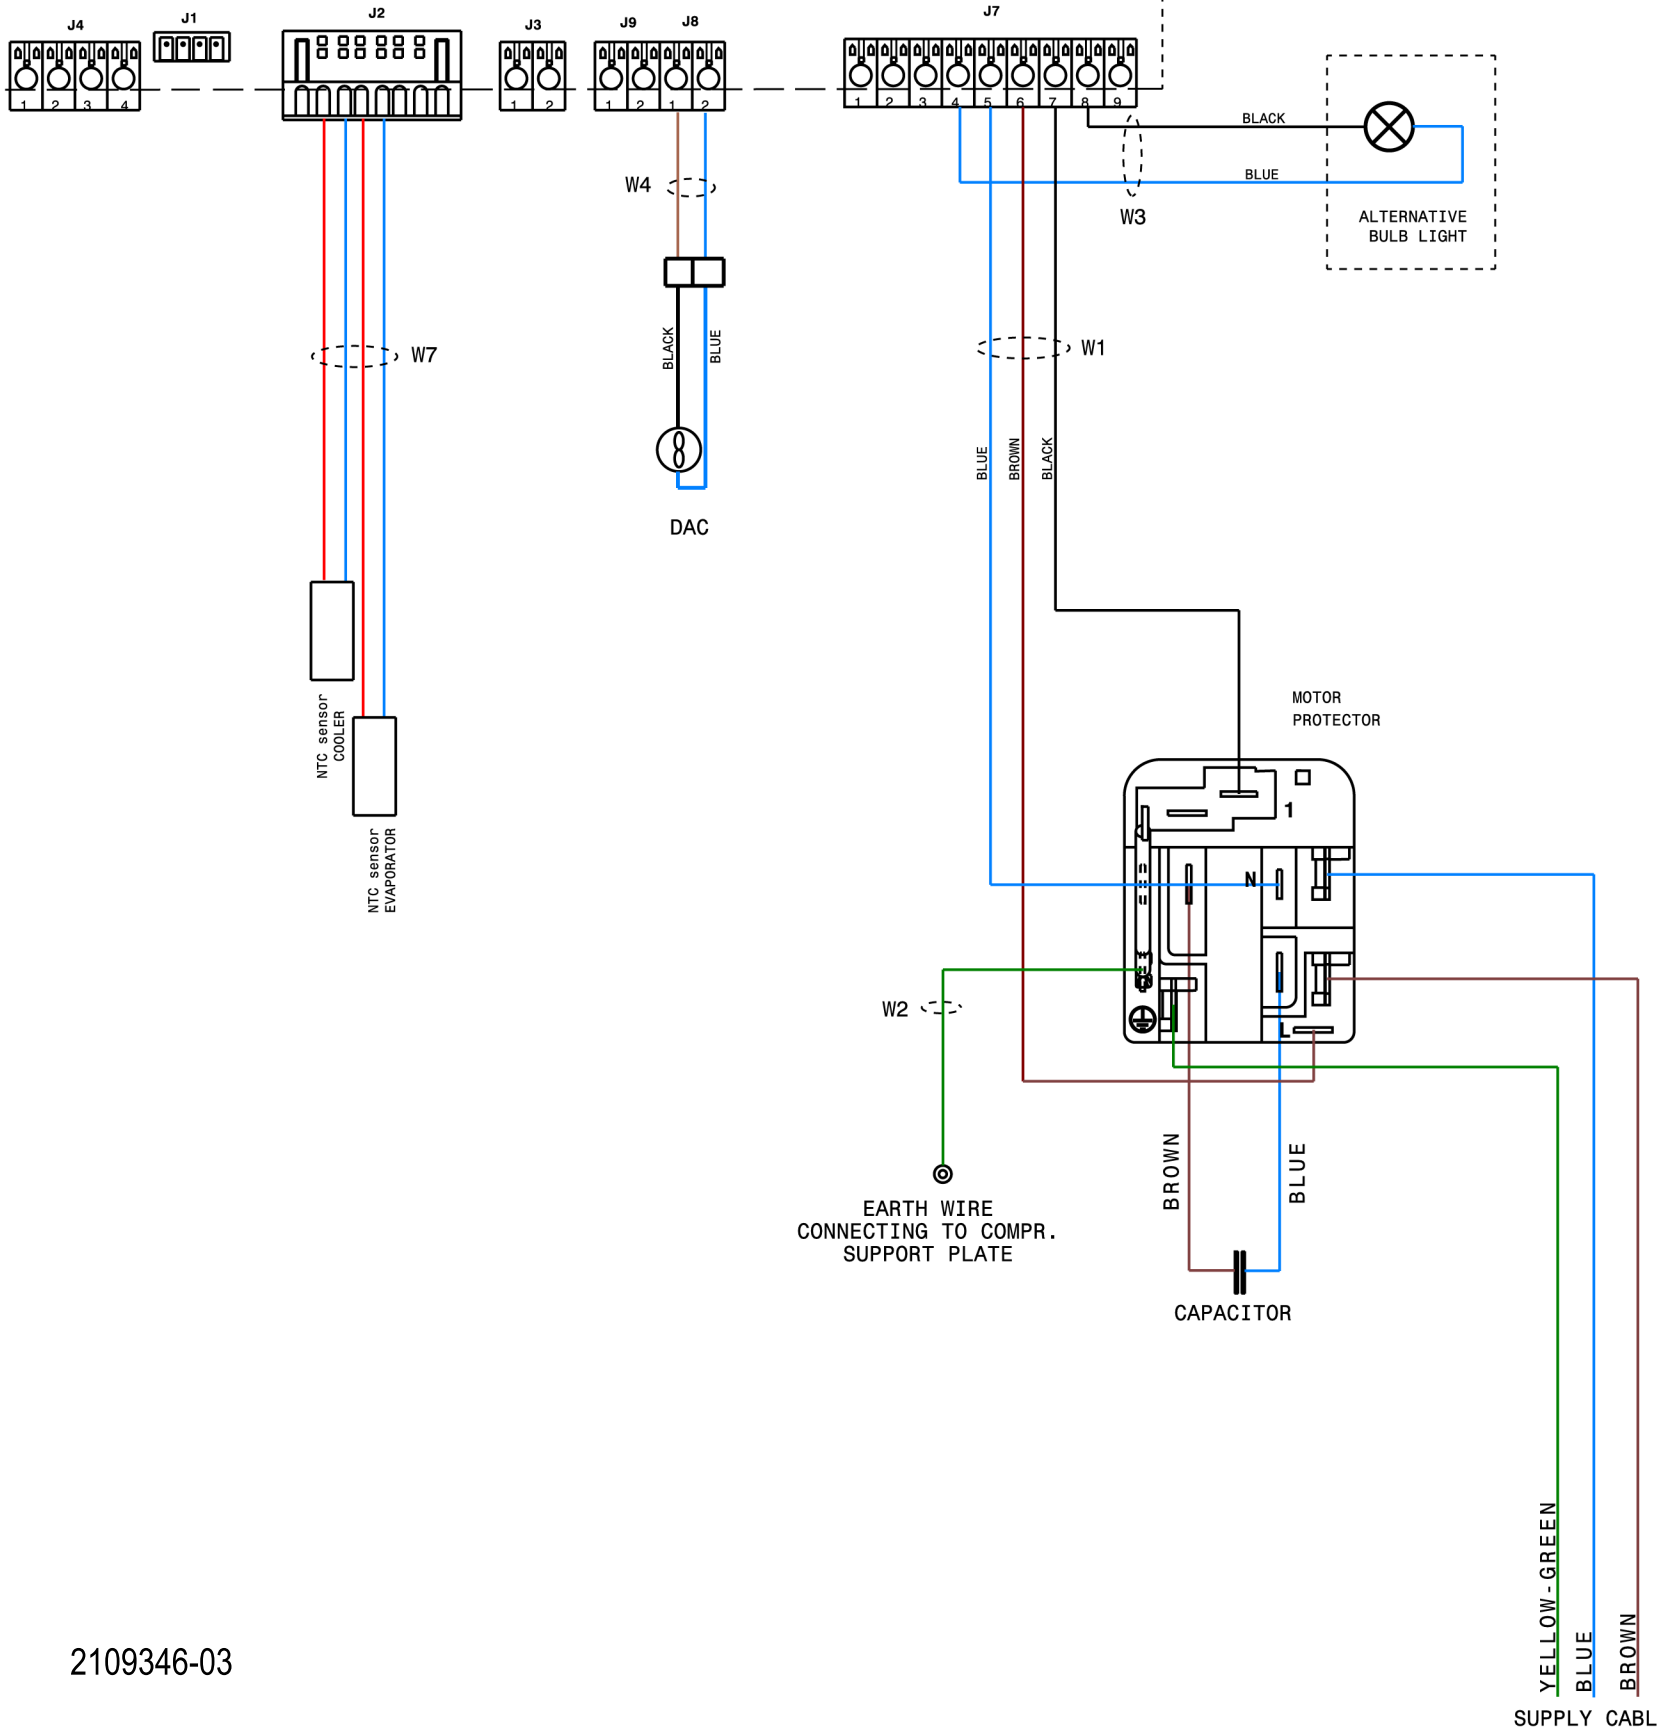 J4
J1
J2
J3
J9
J8
J7
1 2 3 4
1 2
1 2
1 2
1 2 3 4 5 6 7 8 9
BLACK
BLUE
W3
ALTERNATIVE
BULB LIGHT
W4
BLACK
BLUE
DAC
W7
NTC sensor
COOLER
NTC sensor
EVAPORATOR
W1
BLUE
BROWN
BLACK
MOTOR
PROTECTOR
1
N
L
W2
EARTH WIRE
CONNECTING TO COMPR.
SUPPORT PLATE
BROWN
BLUE
CAPACITOR
YELLOW-GREEN
BLUE
BROWN
SUPPLY CABL
2109346-03